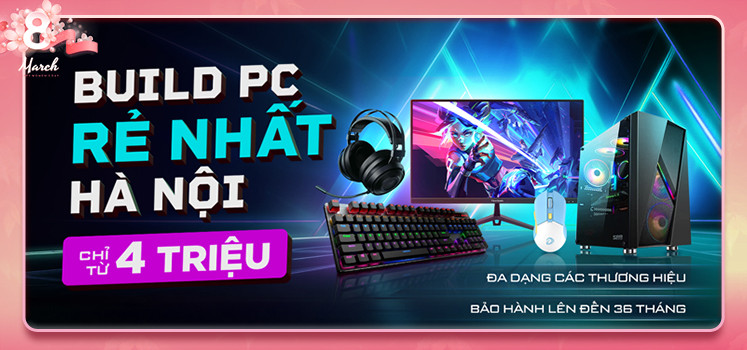 8
March
BUILD PC
RẺ NHẤT
HÀ NỘI
CHỈ TỪ 4 TRIỆU
ĐA DẠNG CÁC THƯƠNG HIỆU
BẢO HÀNH LÊN ĐẾN 36 THÁNG